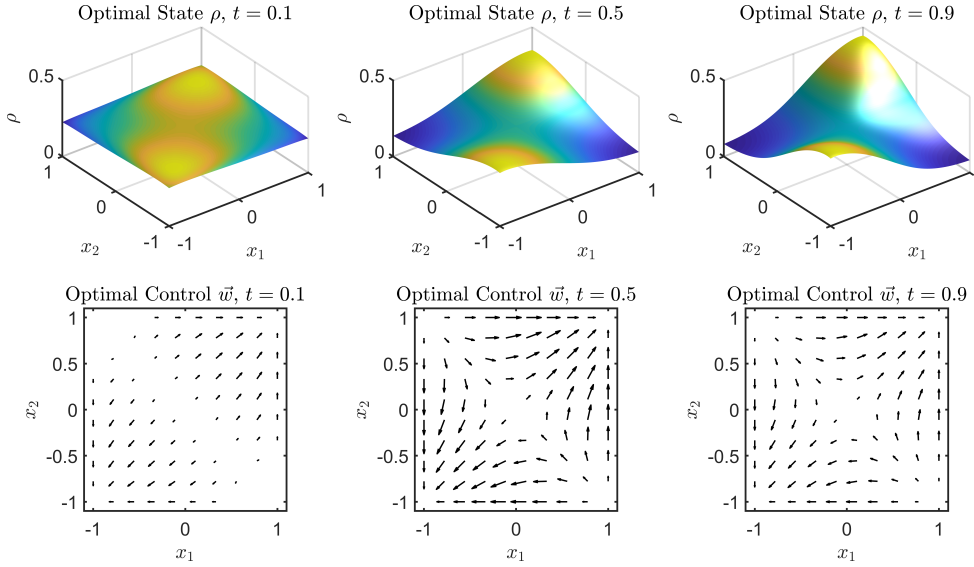 Optimal State ρ, t = 0.1
0.5
ρ
0
1
0
-1
x₂
-1
0
1
x₁
Optimal State ρ, t = 0.5
0.5
ρ
0
1
0
-1
x₂
-1
0
1
x₁
Optimal State ρ, t = 0.9
0.5
ρ
0
1
0
-1
x₂
-1
0
1
x₁
Optimal Control w⃗, t = 0.1
1
0.5
0
-0.5
-1
x₂
-1
0
1
x₁
Optimal Control w⃗, t = 0.5
1
0.5
0
-0.5
-1
x₂
-1
0
1
x₁
Optimal Control w⃗, t = 0.9
1
0.5
0
-0.5
-1
x₂
-1
0
1
x₁